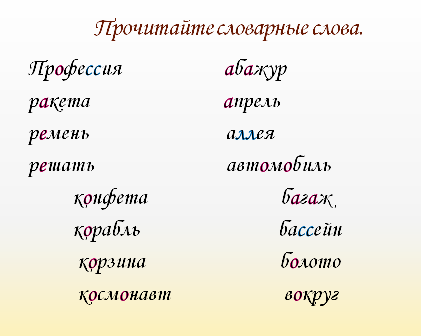 Прочитайте словарные слова.
Профессия абажур
ракета апрель
ремень аллея
решать автомобиль
конфета багаж
корабль бассейн
корзина болото
космонавт вокруг